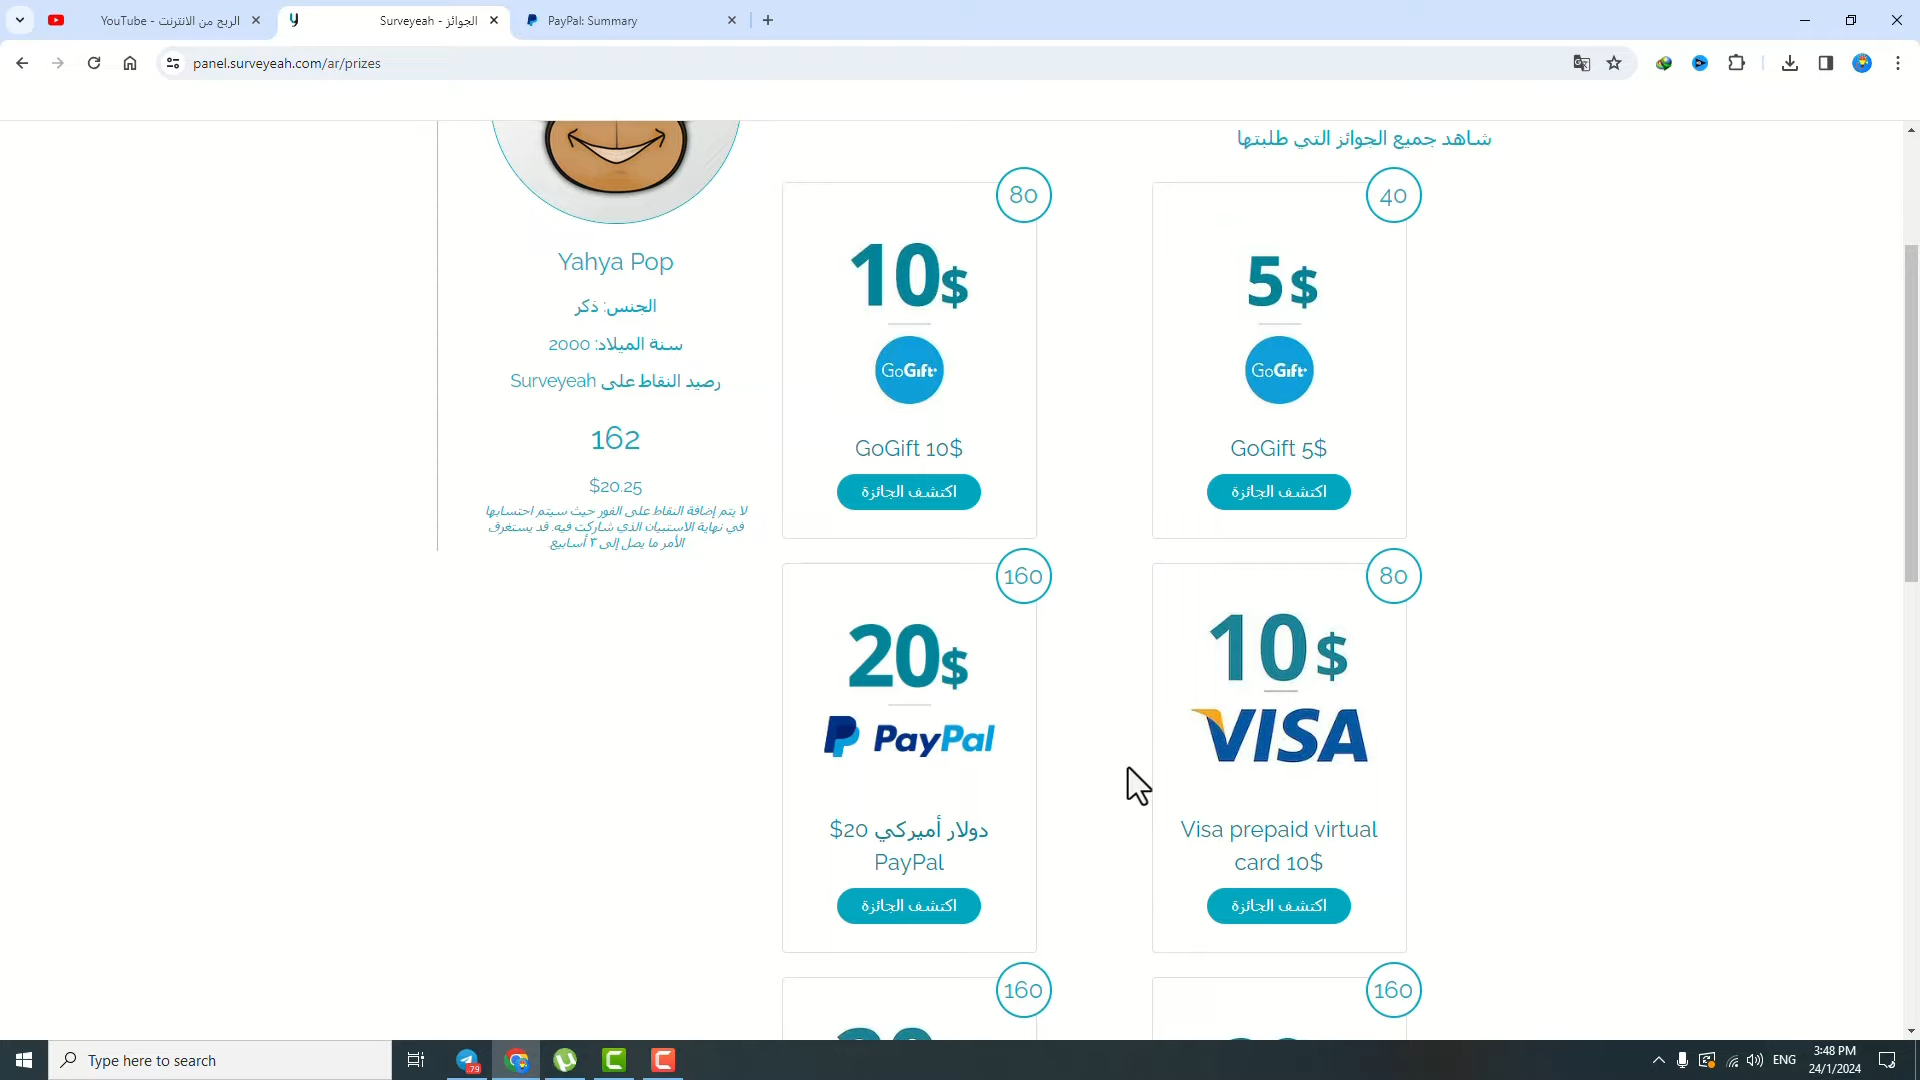 YouTube - الربح من الانترنت
Surveyeah - الجوائز
PayPal: Summary
panel.surveyeah.com/ar/prizes
شاهد جميع الجوائز التي طلبتها
Yahya Pop
الجنس: ذكر
سنة الميلاد: 2000
رصيد النقاط على Surveyeah
162
$20.25
لا يتم إضافة النقاط على الفور حيث سيتم احتسابها
في نهاية الاستبيان الذي شاركت فيه. قد يستغرق
الأمر ما يصل إلى ٣ أسابيع.
80
10$
GoGift
GoGift 10$
اكتشف الجائزة
40
5$
GoGift
GoGift 5$
اكتشف الجائزة
160
20$
PayPal
دولار أميركي 20$
PayPal
اكتشف الجائزة
80
10$
VISA
Visa prepaid virtual
card 10$
اكتشف الجائزة
160
160
Type here to search
79
ENG
3:48 PM
24/1/2024